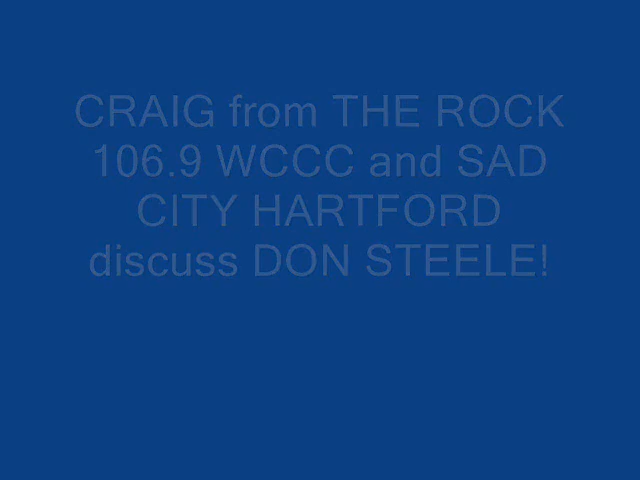 CRAIG from THE ROCK
106.9 WCCC and SAD
CITY HARTFORD
discuss DON STEELE!